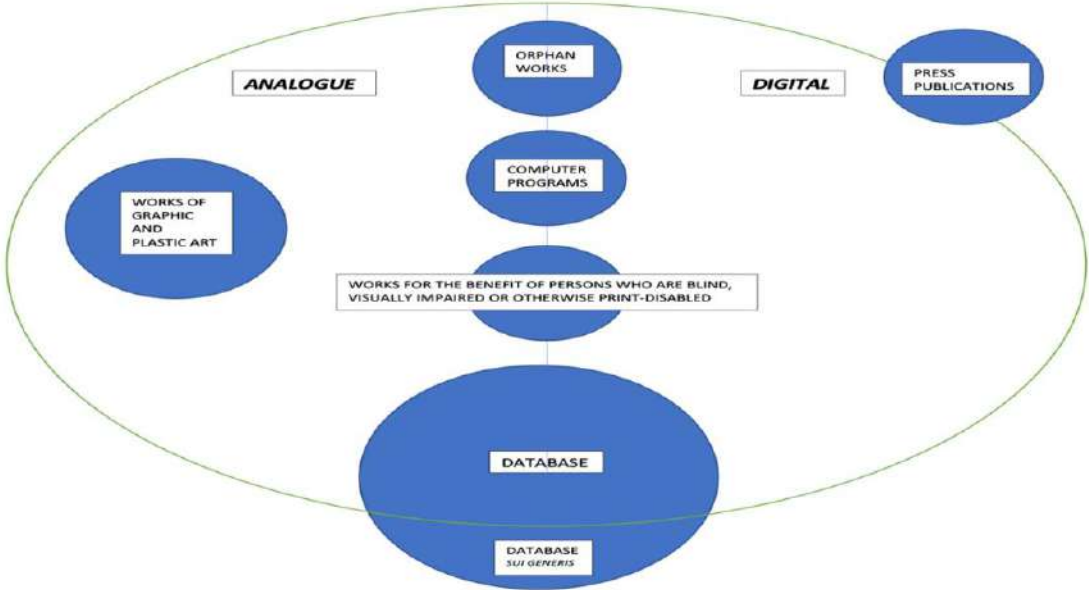 ORPHAN
WORKS
ANALOGUE
DIGITAL
PRESS
PUBLICATIONS
COMPUTER
PROGRAMS
WORKS OF
GRAPHIC
AND
PLASTIC ART
WORKS FOR THE BENEFIT OF PERSONS WHO ARE BLIND,
VISUALLY IMPAIRED OR OTHERWISE PRINT-DISABLED
DATABASE
DATABASE
SUI GENERIS